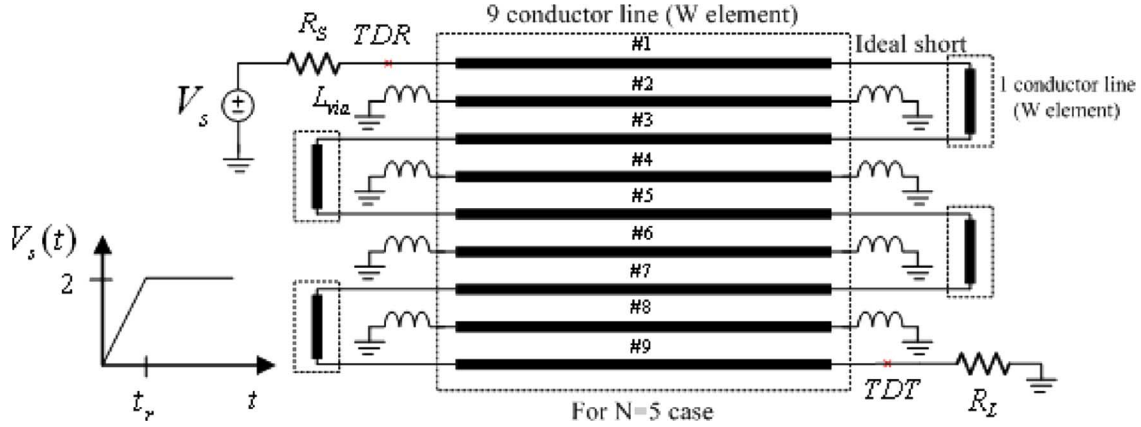 9 conductor line (W element)
R_S
TDR
#1
Ideal short
#2
V_s
±
L_via
1 conductor line
(W element)
#3
#4
#5
V_s(t)
#6
2
#7
#8
#9
t_r
t
TDT
R_L
For N=5 case